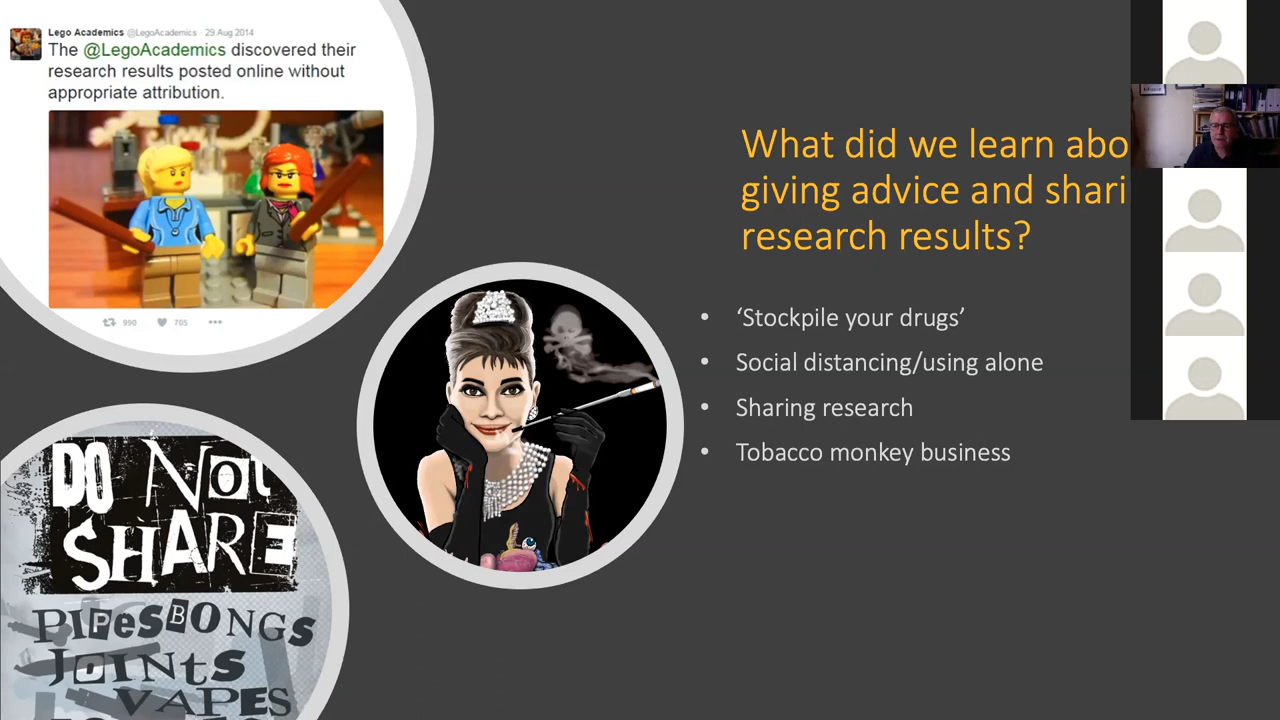 Lego Academics @LegoAcademics · 29 Aug 2014
The @LegoAcademics discovered their
research results posted online without
appropriate attribution.
990 705
What did we learn abo
giving advice and shari
research results?
• ‘Stockpile your drugs’
• Social distancing/using alone
• Sharing research
• Tobacco monkey business
DO NOt
SHARE
PIPes BONGs
JOINts
VAPES